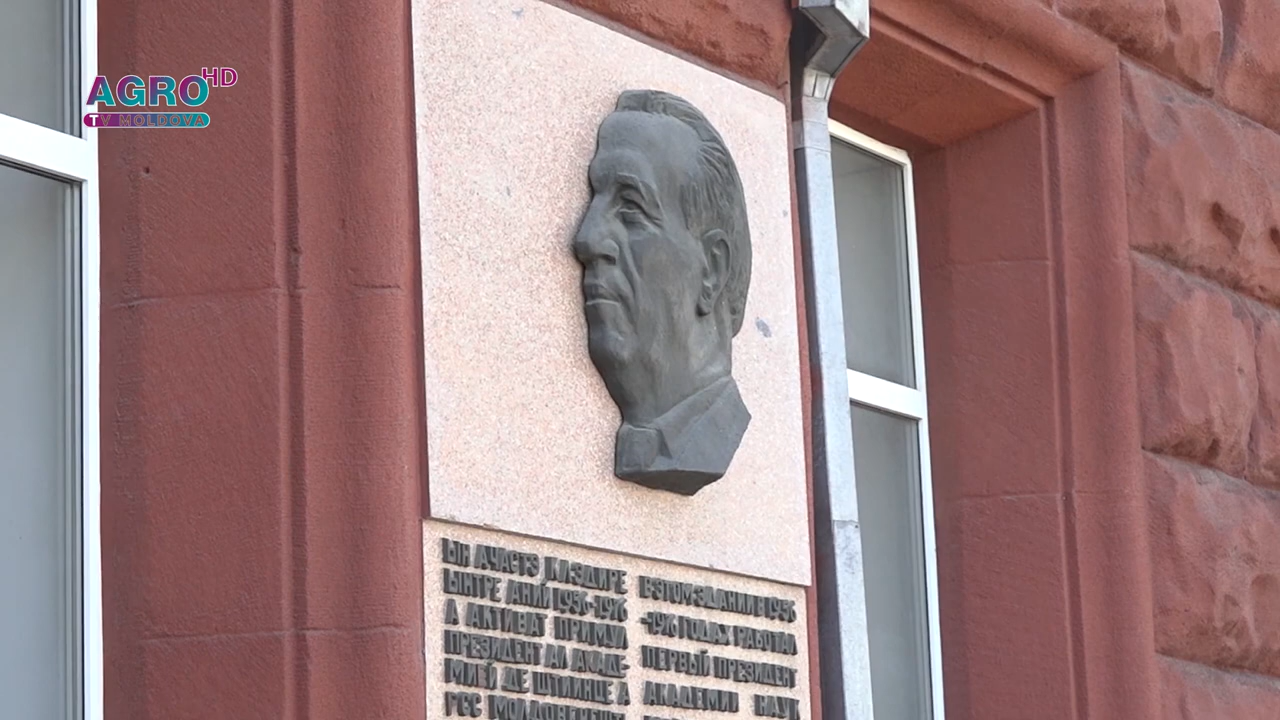 AGRO HD
TV MOLDOVA
ЫН АЧАСТЭ КЛЭДИРЕ
ЫНТРЕ АНИЙ 1956-1976
А АКТИВАТ ПРИМУЛ
ПРЕЗИДЕНТ АЛ АКАДЕ-
МИЕЙ ДЕ ШТИИНЦЕ А
РСС МОЛДОВЕНЕШТЬ
В ЭТОМ ЗДАНИИ В 1956
-1976 ГОДАХ РАБОТАЛ
ПЕРВЫЙ ПРЕЗИДЕНТ
АКАДЕМИИ НАУК